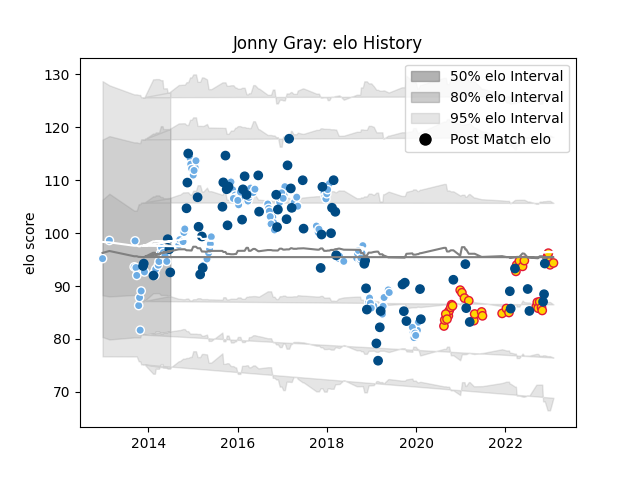 Jonny Gray: elo History
50% elo Interval
80% elo Interval
95% elo Interval
Post Match elo
elo score
130
120
110
100
90
80
70
2014
2016
2018
2020
2022